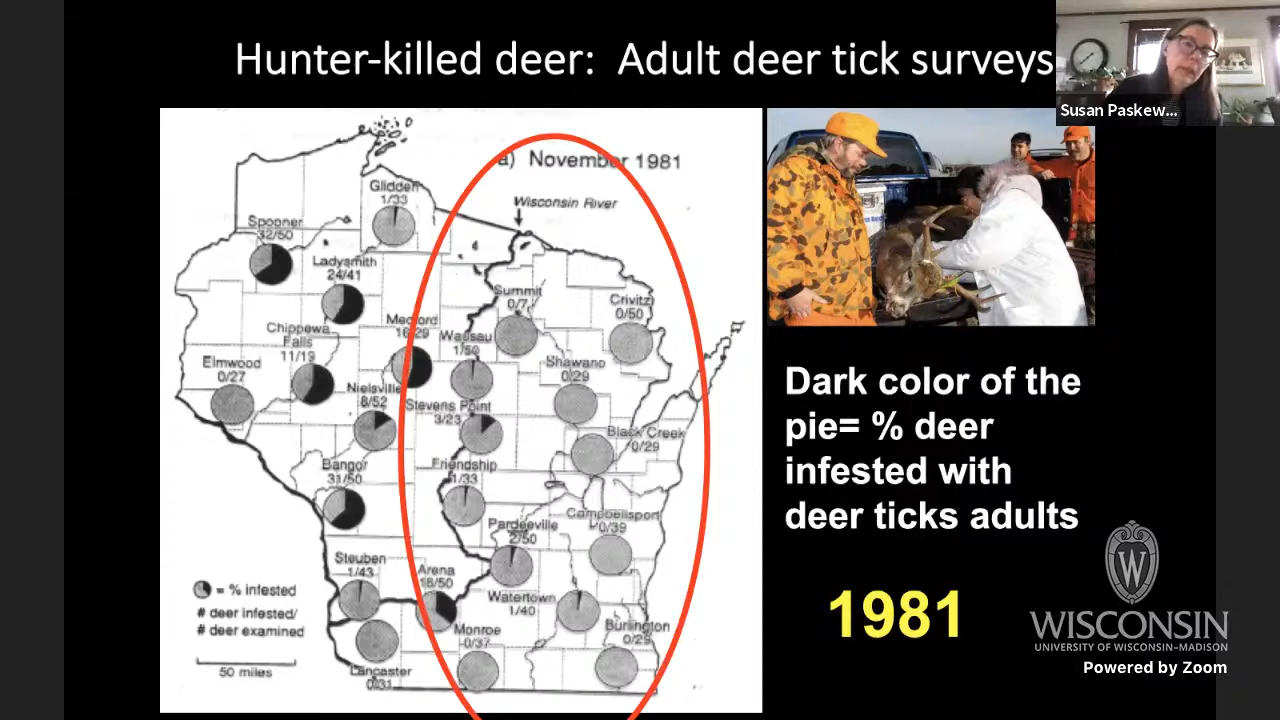 Hunter-killed deer: Adult deer tick surveys
Susan Paskew...
a) November 1981
Wisconsin River
Glidden
1/33
Spooner
32/50
Ladysmith
24/41
Summit
0/7
Crivitz
0/50
Medford
16/29
Wausau
1/50
Chippewa
Falls
11/19
Elmwood
0/27
Shawano
0/29
Nielsville
8/52
Stevens Point
3/23
Black Creek
0/29
Bangor
31/50
Friendship
1/33
Campbellsport
0/39
Pardeeville
2/50
Steuben
1/43
Arena
18/50
Watertown
1/40
Burlington
0/29
Monroe
0/37
Lancaster
0/31
= % infested
# deer infested/
# deer examined
50 miles
Dark color of the
pie= % deer
infested with
deer ticks adults
1981
W
WISCONSIN
UNIVERSITY OF WISCONSIN–MADISON
Powered by Zoom